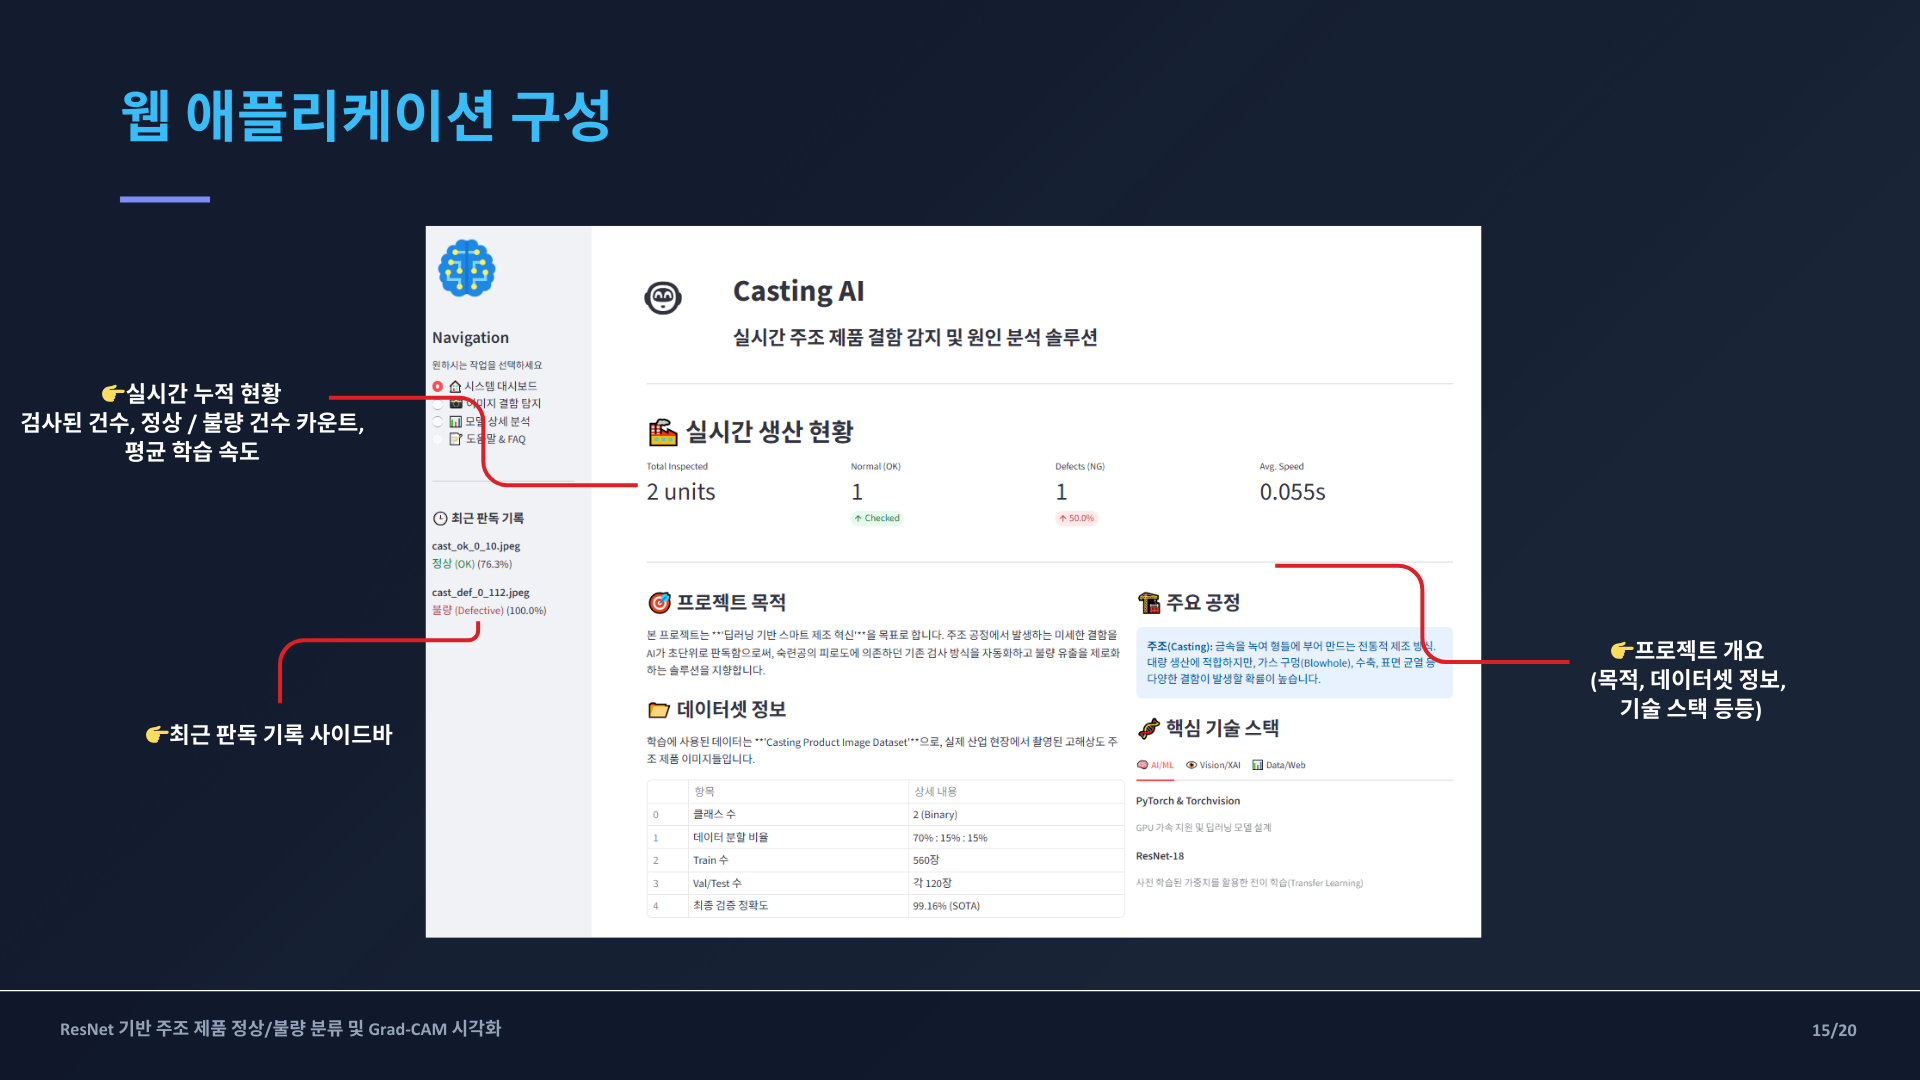 웹 애플리케이션 구성
👉실시간 누적 현황
검사된 건수, 정상 / 불량 건수 카운트,
평균 학습 속도
👉최근 판독 기록 사이드바
Navigation
원하시는 작업을 선택하세요
🏠 시스템 대시보드
📷 이미지 결함 탐지
📊 모델 상세 분석
📝 도움말 & FAQ
🕒 최근 판독 기록
cast_ok_0_10.jpeg
정상 (OK) (76.3%)
cast_def_0_112.jpeg
불량 (Defective) (100.0%)
Casting AI
실시간 주조 제품 결함 감지 및 원인 분석 솔루션
🏭 실시간 생산 현황
Total Inspected
2 units
Normal (OK)
1
↑ Checked
Defects (NG)
1
↑ 50.0%
Avg. Speed
0.055s
🎯 프로젝트 목적
본 프로젝트는 **'딥러닝 기반 스마트 제조 혁신'**을 목표로 합니다. 주조 공정에서 발생하는 미세한 결함을
AI가 초단위로 판독함으로써, 숙련공의 피로도에 의존하던 기존 검사 방식을 자동화하고 불량 유출을 제로화
하는 솔루션을 지향합니다.
📂 데이터셋 정보
학습에 사용된 데이터는 **'Casting Product Image Dataset'**으로, 실제 산업 현장에서 촬영된 고해상도 주
조 제품 이미지들입니다.
항목 상세 내용
0 클래스 수 2 (Binary)
1 데이터 분할 비율 70% : 15% : 15%
2 Train 수 560장
3 Val/Test 수 각 120장
4 최종 검증 정확도 99.16% (SOTA)
🏗️ 주요 공정
주조(Casting): 금속을 녹여 형틀에 부어 만드는 전통적 제조 방식.
대량 생산에 적합하지만, 가스 구멍(Blowhole), 수축, 표면 균열 등
다양한 결함이 발생할 확률이 높습니다.
🧬 핵심 기술 스택
🧠 AI/ML 👁️ Vision/XAI 📊 Data/Web
PyTorch & Torchvision
GPU 가속 지원 및 딥러닝 모델 설계
ResNet-18
사전 학습된 가중치를 활용한 전이 학습(Transfer Learning)
👉프로젝트 개요
(목적, 데이터셋 정보,
기술 스택 등등)
ResNet 기반 주조 제품 정상/불량 분류 및 Grad-CAM 시각화
15/20